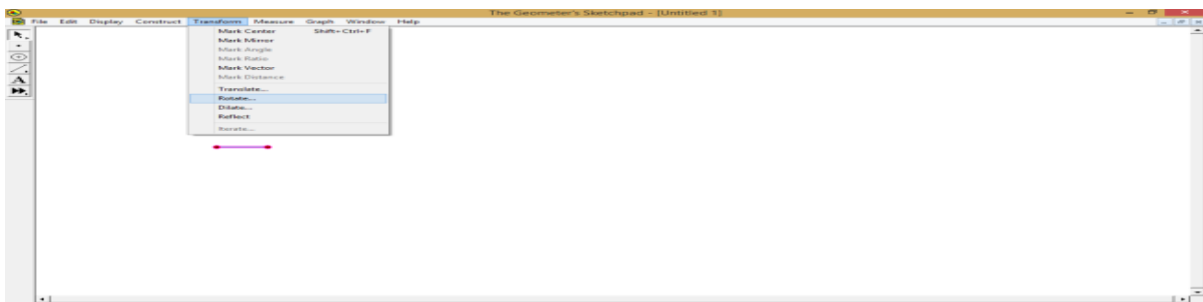 The Geometer's Sketchpad - [Untitled 1]
File Edit Display Construct Transform Measure Graph Window Help
Mark Center Shift+Ctrl+F
Mark Mirror
Mark Angle
Mark Ratio
Mark Vector
Mark Distance
Translate...
Rotate...
Dilate...
Reflect
Iterate...
A